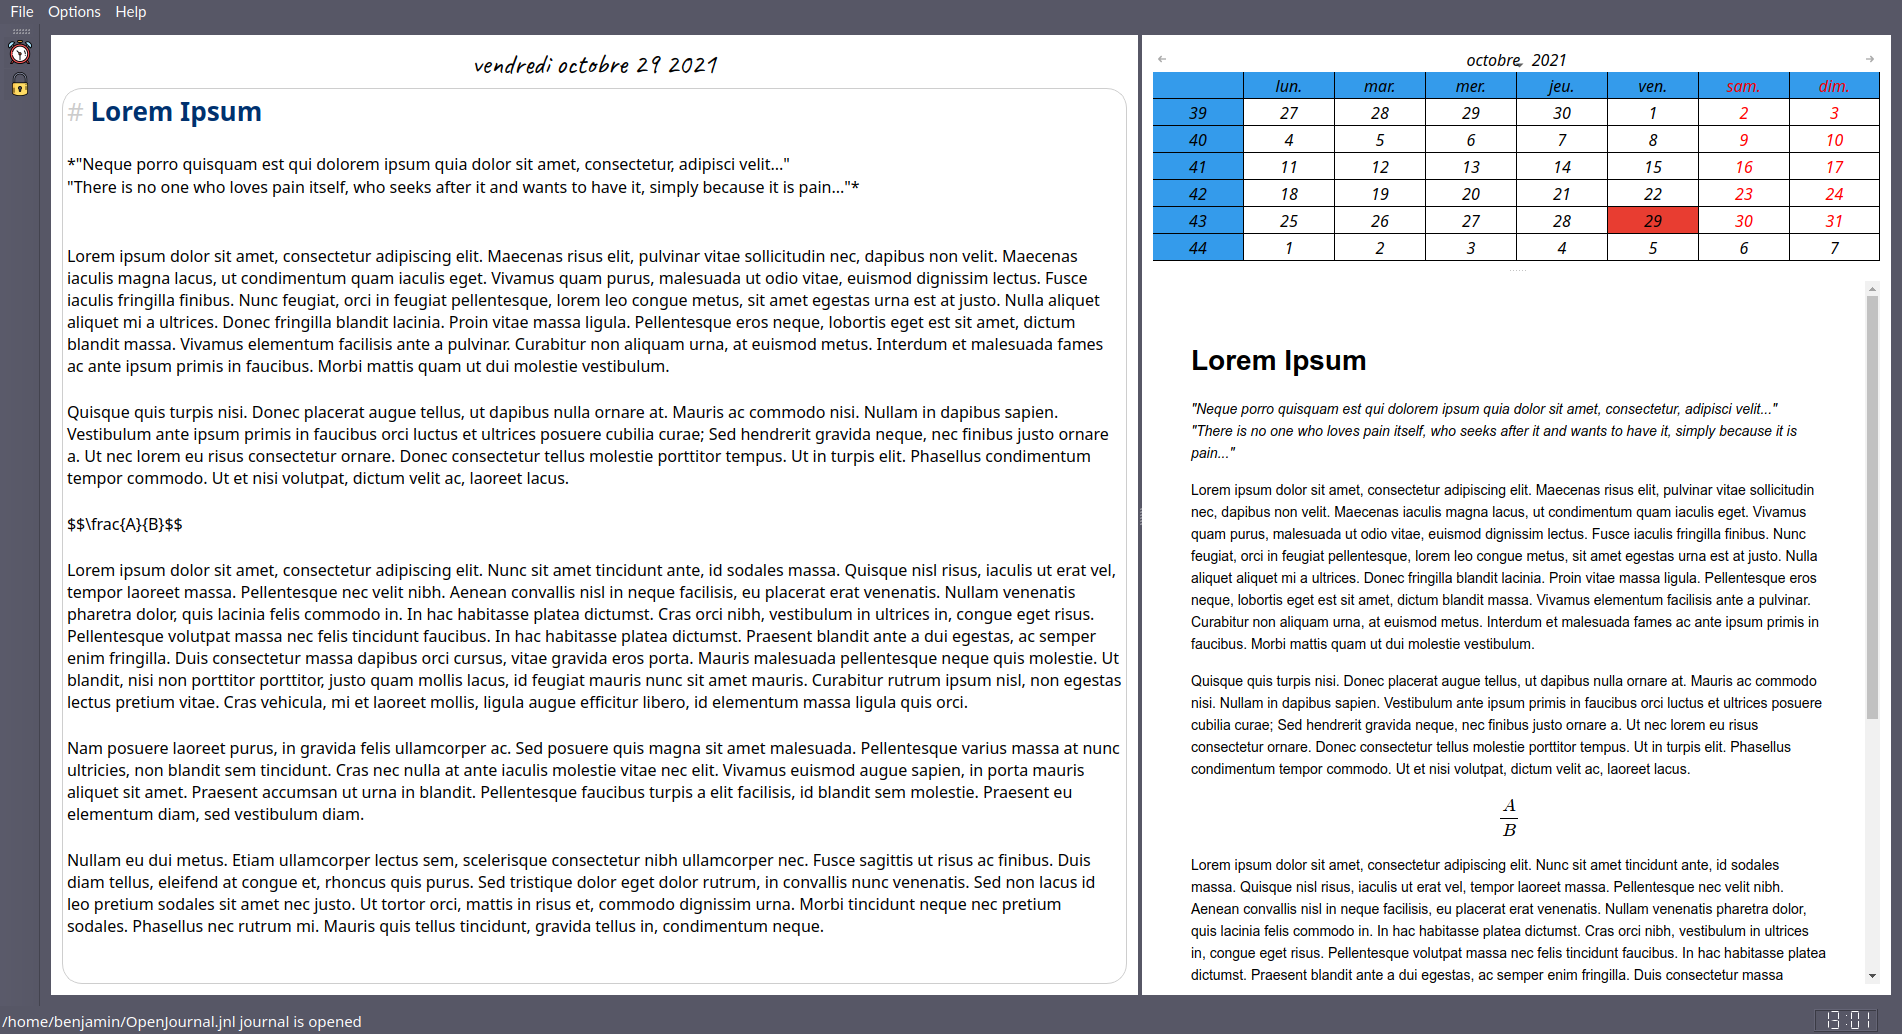 File Options Help
vendredi octobre 29 2021
# Lorem Ipsum
*"Neque porro quisquam est qui dolorem ipsum quia dolor sit amet, consectetur, adipisci velit..."
"There is no one who loves pain itself, who seeks after it and wants to have it, simply because it is pain..."*
Lorem ipsum dolor sit amet, consectetur adipiscing elit. Maecenas risus elit, pulvinar vitae sollicitudin nec, dapibus non velit. Maecenas
iaculis magna lacus, ut condimentum quam iaculis eget. Vivamus quam purus, malesuada ut odio vitae, euismod dignissim lectus. Fusce
iaculis fringilla finibus. Nunc feugiat, orci in feugiat pellentesque, lorem leo congue metus, sit amet egestas urna est at justo. Nulla aliquet
aliquet mi a ultrices. Donec fringilla blandit lacinia. Proin vitae massa ligula. Pellentesque eros neque, lobortis eget est sit amet, dictum
blandit massa. Vivamus elementum facilisis ante a pulvinar. Curabitur non aliquam urna, at euismod metus. Interdum et malesuada fames
ac ante ipsum primis in faucibus. Morbi mattis quam ut dui molestie vestibulum.
Quisque quis turpis nisi. Donec placerat augue tellus, ut dapibus nulla ornare at. Mauris ac commodo nisi. Nullam in dapibus sapien.
Vestibulum ante ipsum primis in faucibus orci luctus et ultrices posuere cubilia curae; Sed hendrerit gravida neque, nec finibus justo ornare
a. Ut nec lorem eu risus consectetur ornare. Donec consectetur tellus molestie porttitor tempus. Ut in turpis elit. Phasellus condimentum
tempor commodo. Ut et nisi volutpat, dictum velit ac, laoreet lacus.
$$\frac{A}{B}$$
Lorem ipsum dolor sit amet, consectetur adipiscing elit. Nunc sit amet tincidunt ante, id sodales massa. Quisque nisl risus, iaculis ut erat vel,
tempor laoreet massa. Pellentesque nec velit nibh. Aenean convallis nisl in neque facilisis, eu placerat erat venenatis. Nullam venenatis
pharetra dolor, quis lacinia felis commodo in. In hac habitasse platea dictumst. Cras orci nibh, vestibulum in ultrices in, congue eget risus.
Pellentesque volutpat massa nec felis tincidunt faucibus. In hac habitasse platea dictumst. Praesent blandit ante a dui egestas, ac semper
enim fringilla. Duis consectetur massa dapibus orci cursus, vitae gravida eros porta. Mauris malesuada pellentesque neque quis molestie. Ut
blandit, nisi non porttitor porttitor, justo quam mollis lacus, id feugiat mauris nunc sit amet mauris. Curabitur rutrum ipsum nisl, non egestas
lectus pretium vitae. Cras vehicula, mi et laoreet mollis, ligula augue efficitur libero, id elementum massa ligula quis orci.
Nam posuere laoreet purus, in gravida felis ullamcorper ac. Sed posuere quis magna sit amet malesuada. Pellentesque varius massa at nunc
ultricies, non blandit sem tincidunt. Cras nec nulla at ante iaculis molestie vitae nec elit. Vivamus euismod augue sapien, in porta mauris
aliquet sit amet. Praesent accumsan ut urna in blandit. Pellentesque faucibus turpis a elit facilisis, id blandit sem molestie. Praesent eu
elementum diam, sed vestibulum diam.
Nullam eu dui metus. Etiam ullamcorper lectus sem, scelerisque consectetur nibh ullamcorper nec. Fusce sagittis ut risus ac finibus. Duis
diam tellus, eleifend at congue et, rhoncus quis purus. Sed tristique dolor eget dolor rutrum, in convallis nunc venenatis. Sed non lacus id
leo pretium sodales sit amet nec justo. Ut tortor orci, mattis in risus et, commodo dignissim urna. Morbi tincidunt neque nec pretium
sodales. Phasellus nec rutrum mi. Mauris quis tellus tincidunt, gravida tellus in, condimentum neque.
octobre 2021
lun. mar. mer. jeu. ven. sam. dim.
39 27 28 29 30 1 2 3
40 4 5 6 7 8 9 10
41 11 12 13 14 15 16 17
42 18 19 20 21 22 23 24
43 25 26 27 28 29 30 31
44 1 2 3 4 5 6 7
Lorem Ipsum
"Neque porro quisquam est qui dolorem ipsum quia dolor sit amet, consectetur, adipisci velit..."
"There is no one who loves pain itself, who seeks after it and wants to have it, simply because it is
pain..."
Lorem ipsum dolor sit amet, consectetur adipiscing elit. Maecenas risus elit, pulvinar vitae sollicitudin
nec, dapibus non velit. Maecenas iaculis magna lacus, ut condimentum quam iaculis eget. Vivamus
quam purus, malesuada ut odio vitae, euismod dignissim lectus. Fusce iaculis fringilla finibus. Nunc
feugiat, orci in feugiat pellentesque, lorem leo congue metus, sit amet egestas urna est at justo. Nulla
aliquet aliquet mi a ultrices. Donec fringilla blandit lacinia. Proin vitae massa ligula. Pellentesque eros
neque, lobortis eget est sit amet, dictum blandit massa. Vivamus elementum facilisis ante a pulvinar.
Curabitur non aliquam urna, at euismod metus. Interdum et malesuada fames ac ante ipsum primis in
faucibus. Morbi mattis quam ut dui molestie vestibulum.
Quisque quis turpis nisi. Donec placerat augue tellus, ut dapibus nulla ornare at. Mauris ac commodo
nisi. Nullam in dapibus sapien. Vestibulum ante ipsum primis in faucibus orci luctus et ultrices posuere
cubilia curae; Sed hendrerit gravida neque, nec finibus justo ornare a. Ut nec lorem eu risus
consectetur ornare. Donec consectetur tellus molestie porttitor tempus. Ut in turpis elit. Phasellus
condimentum tempor commodo. Ut et nisi volutpat, dictum velit ac, laoreet lacus.
A
B
Lorem ipsum dolor sit amet, consectetur adipiscing elit. Nunc sit amet tincidunt ante, id sodales
massa. Quisque nisl risus, iaculis ut erat vel, tempor laoreet massa. Pellentesque nec velit nibh.
Aenean convallis nisl in neque facilisis, eu placerat erat venenatis. Nullam venenatis pharetra dolor,
quis lacinia felis commodo in. In hac habitasse platea dictumst. Cras orci nibh, vestibulum in ultrices
in, congue eget risus. Pellentesque volutpat massa nec felis tincidunt faucibus. In hac habitasse platea
dictumst. Praesent blandit ante a dui egestas, ac semper enim fringilla. Duis consectetur massa
/home/benjamin/OpenJournal.jnl journal is opened
13:01